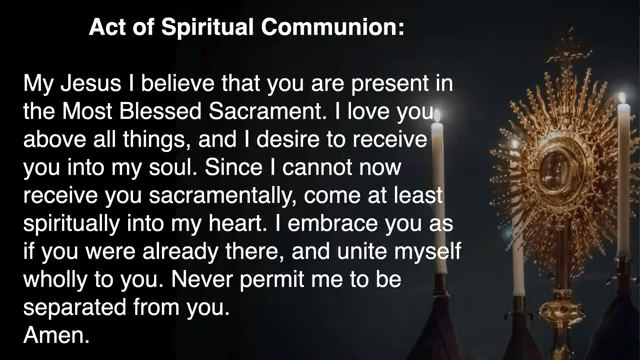 Act of Spiritual Communion:
My Jesus I believe that you are present in
the Most Blessed Sacrament. I love you
above all things, and I desire to receive
you into my soul. Since I cannot now
receive you sacramentally, come at least
spiritually into my heart. I embrace you as
if you were already there, and unite myself
wholly to you. Never permit me to be
separated from you.
Amen.